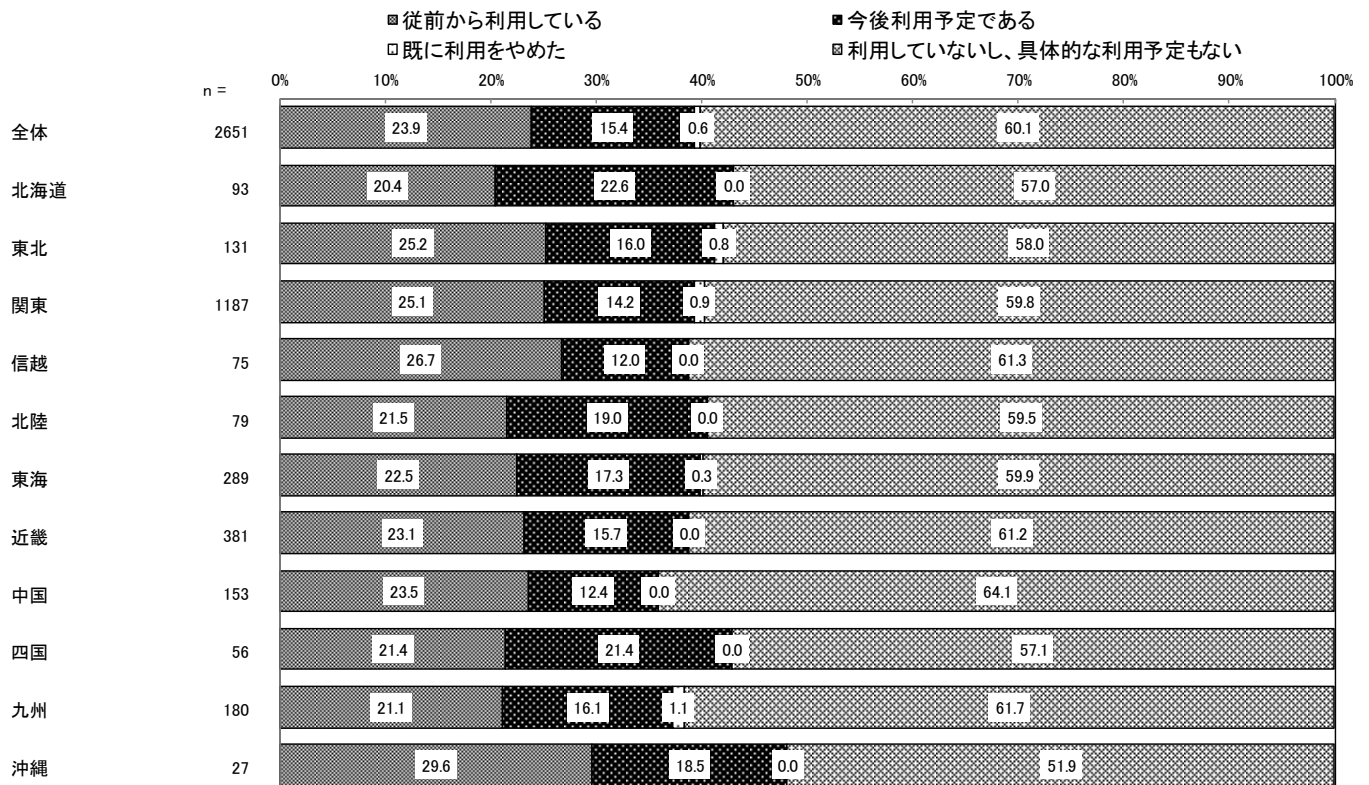 従前から利用している 今後利用予定である
既に利用をやめた 利用していないし、具体的な利用予定もない
n = 0% 10% 20% 30% 40% 50% 60% 70% 80% 90% 100%
全体 2651 23.9 15.4 0.6 60.1
北海道 93 20.4 22.6 0.0 57.0
東北 131 25.2 16.0 0.8 58.0
関東 1187 25.1 14.2 0.9 59.8
信越 75 26.7 12.0 0.0 61.3
北陸 79 21.5 19.0 0.0 59.5
東海 289 22.5 17.3 0.3 59.9
近畿 381 23.1 15.7 0.0 61.2
中国 153 23.5 12.4 0.0 64.1
四国 56 21.4 21.4 0.0 57.1
九州 180 21.1 16.1 1.1 61.7
沖縄 27 29.6 18.5 0.0 51.9